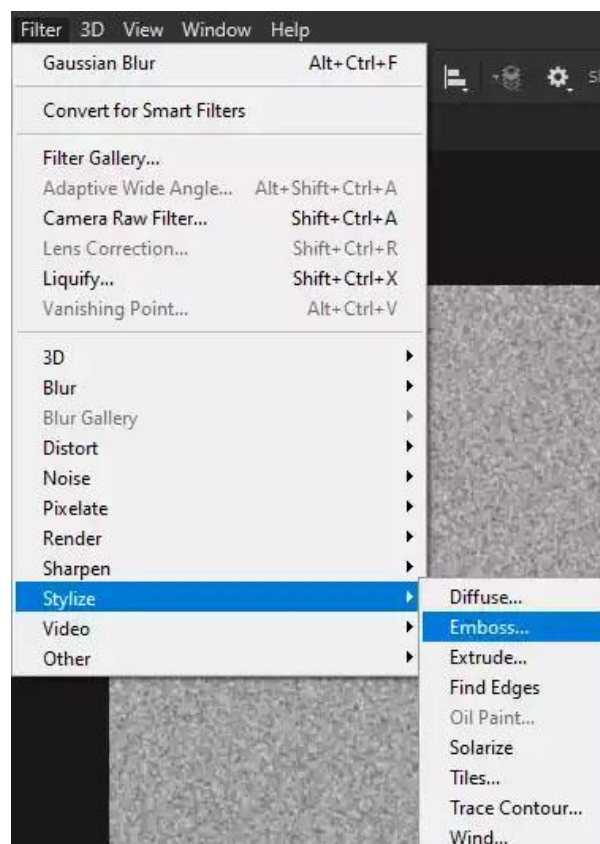 Filter 3D View Window Help
Gaussian Blur Alt+Ctrl+F
Convert for Smart Filters
Filter Gallery...
Adaptive Wide Angle... Alt+Shift+Ctrl+A
Camera Raw Filter... Shift+Ctrl+A
Lens Correction... Shift+Ctrl+R
Liquify... Shift+Ctrl+X
Vanishing Point... Alt+Ctrl+V
3D
Blur
Blur Gallery
Distort
Noise
Pixelate
Render
Sharpen
Stylize
Video
Other
Diffuse...
Emboss...
Extrude...
Find Edges
Oil Paint...
Solarize
Tiles...
Trace Contour...
Wind...